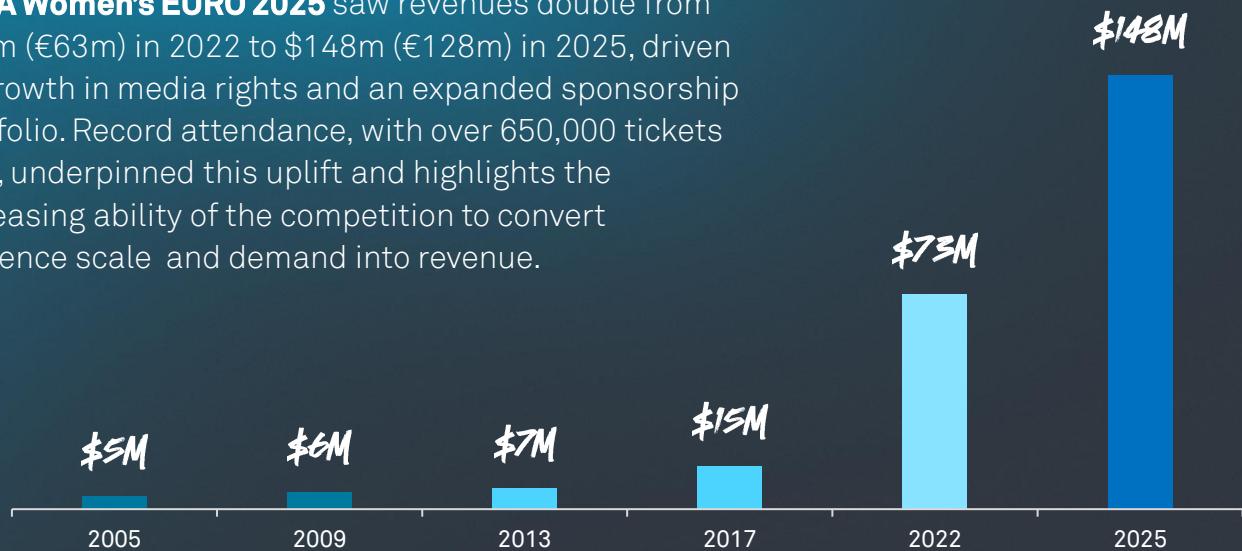 A Women's EURO 2025 saw revenues double from
m (€63m) in 2022 to $148m (€128m) in 2025, driven
rowth in media rights and an expanded sponsorship
folio. Record attendance, with over 650,000 tickets
, underpinned this uplift and highlights the
easing ability of the competition to convert
ence scale and demand into revenue.
$148M
$73M
$15M
$7M
$6M
$5M
2005 2009 2013 2017 2022 2025